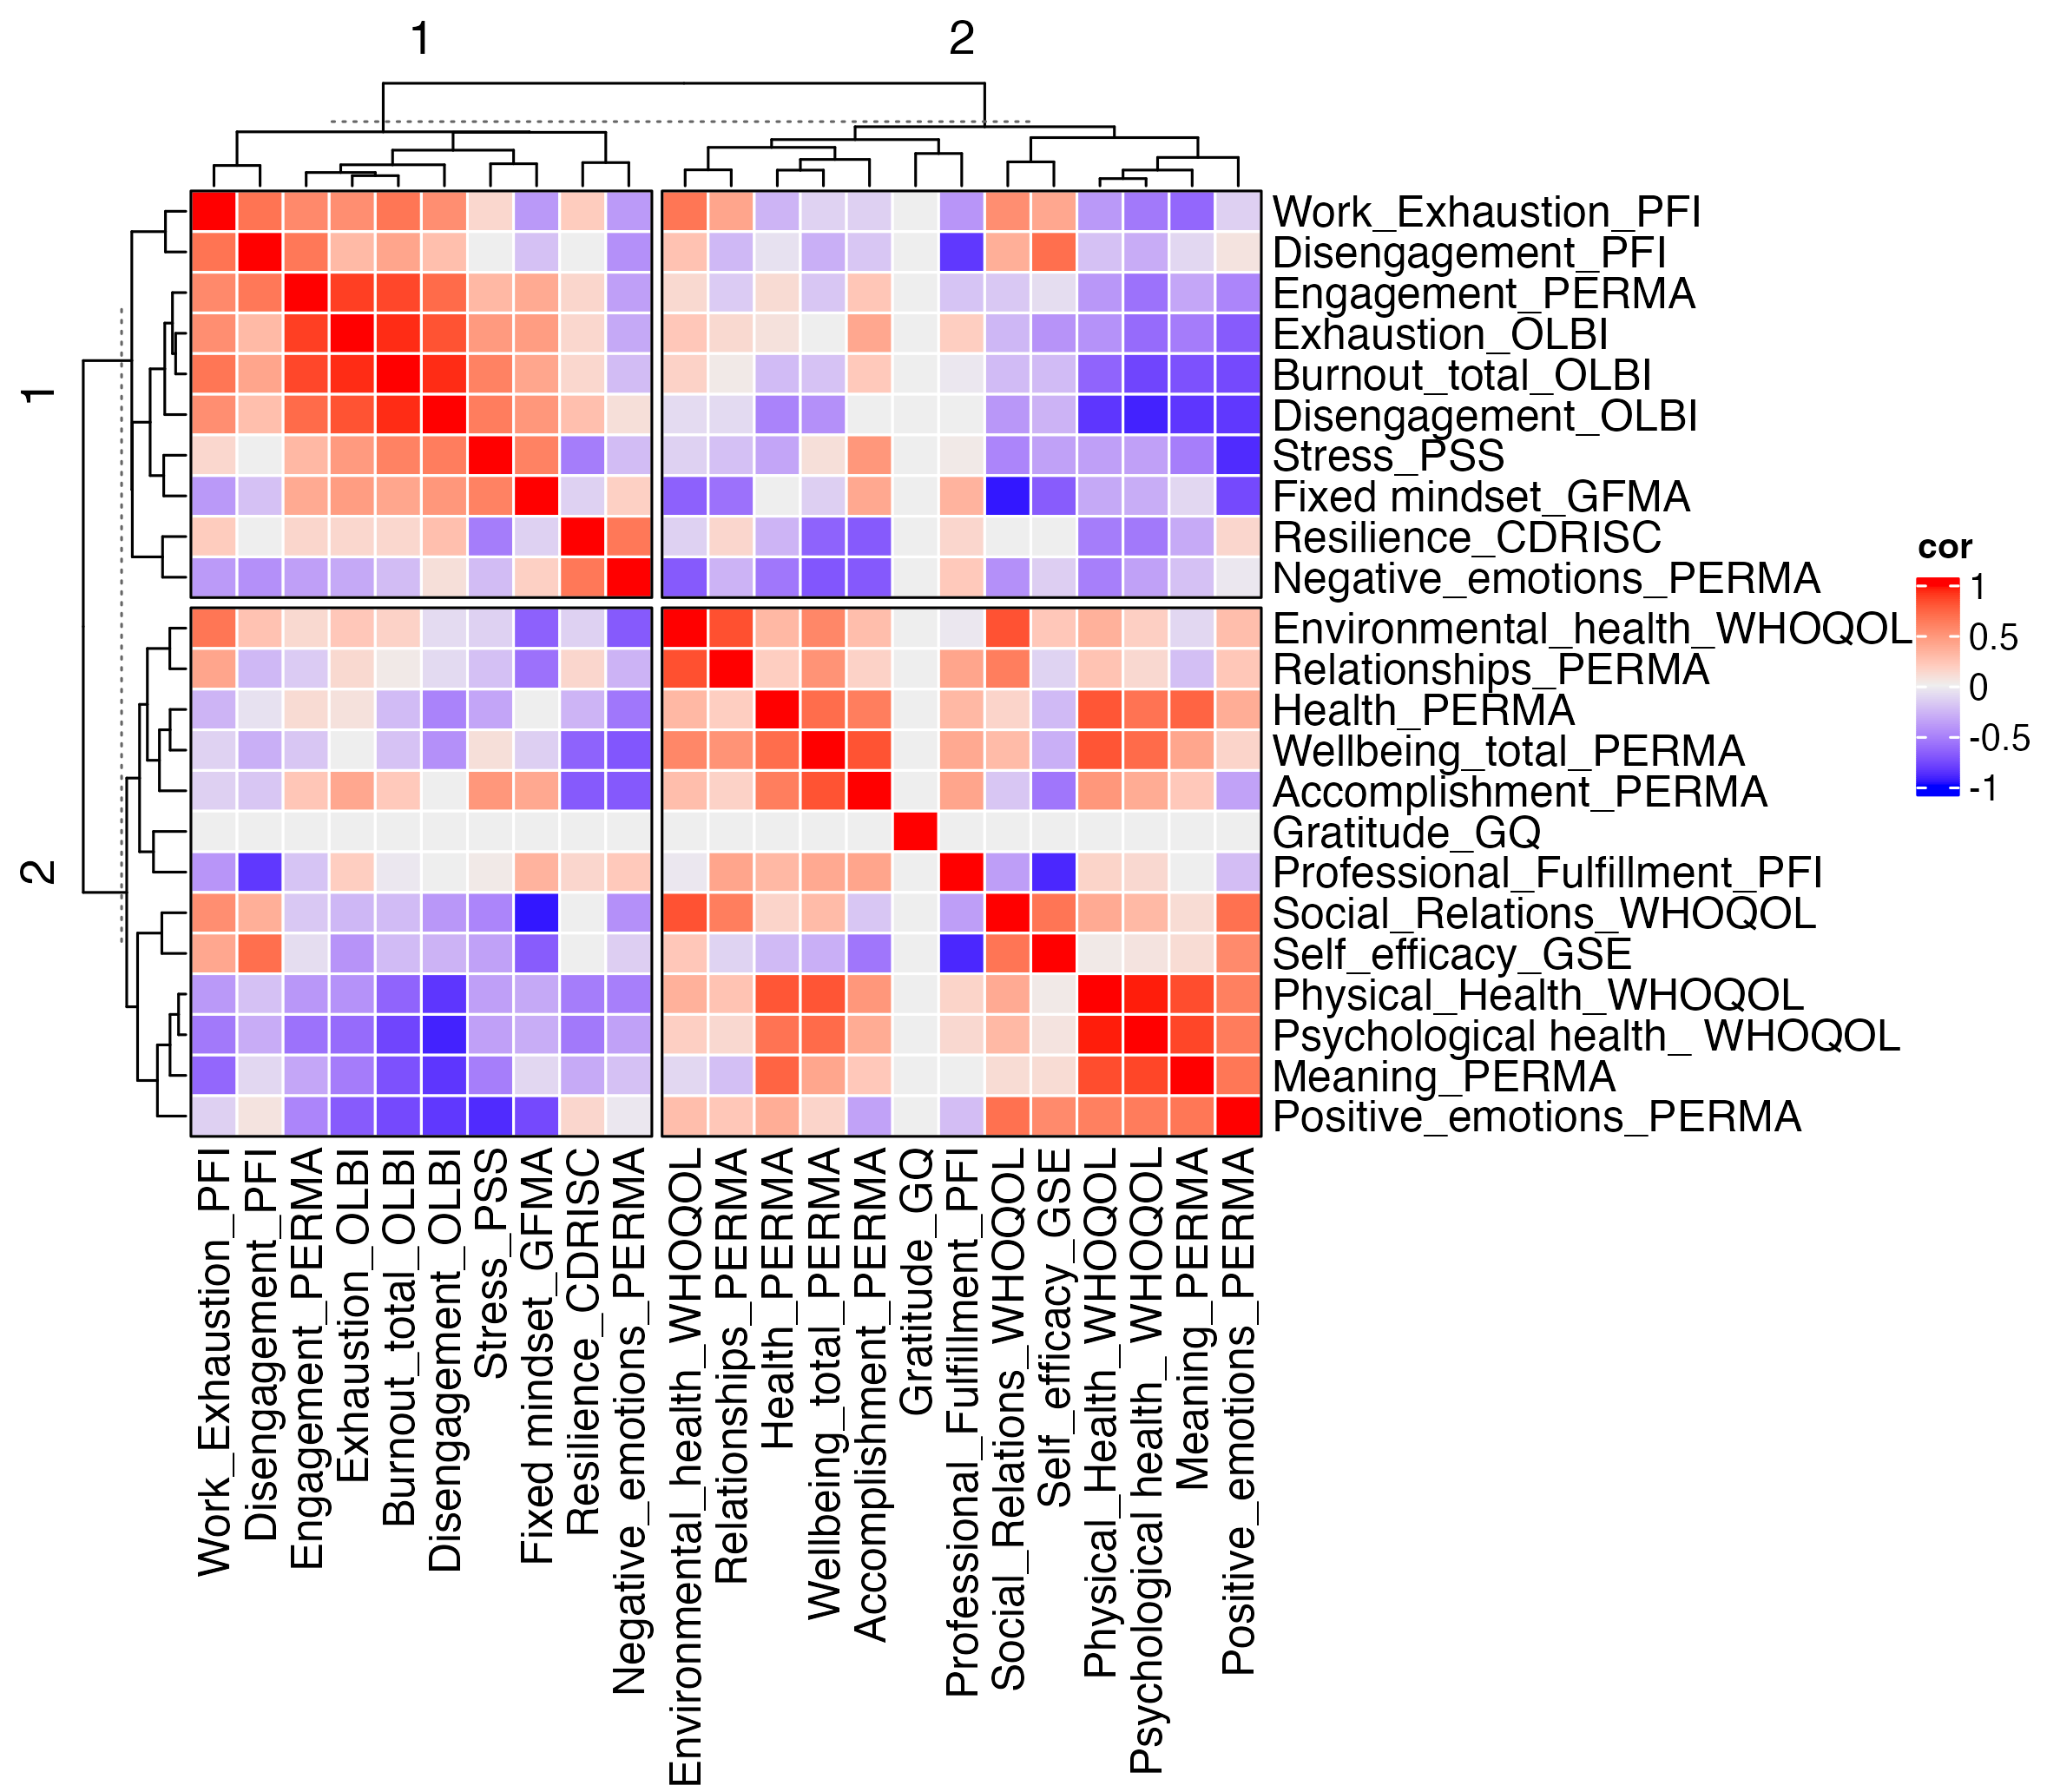 1
2
1
2
Work_Exhaustion_PFI
Disengagement_PFI
Engagement_PERMA
Exhaustion_OLBI
Burnout_total_OLBI
Disengagement_OLBI
Stress_PSS
Fixed mindset_GFMA
Resilience_CDRISC
Negative_emotions_PERMA
Environmental_health_WHOQOL
Relationships_PERMA
Health_PERMA
Wellbeing_total_PERMA
Accomplishment_PERMA
Gratitude_GQ
Professional_Fulfillment_PFI
Social_Relations_WHOQOL
Self_efficacy_GSE
Physical_Health_WHOQOL
Psychological health_ WHOQOL
Meaning_PERMA
Positive_emotions_PERMA
cor
1
0.5
0
-0.5
-1
Work_Exhaustion_PFI
Disengagement_PFI
Engagement_PERMA
Exhaustion_OLBI
Burnout_total_OLBI
Disengagement_OLBI
Stress_PSS
Fixed mindset_GFMA
Resilience_CDRISC
Negative_emotions_PERMA
Environmental_health_WHOQOL
Relationships_PERMA
Health_PERMA
Wellbeing_total_PERMA
Accomplishment_PERMA
Gratitude_GQ
Professional_Fulfillment_PFI
Social_Relations_WHOQOL
Self_efficacy_GSE
Physical_Health_WHOQOL
Psychological health_ WHOQOL
Meaning_PERMA
Positive_emotions_PERMA